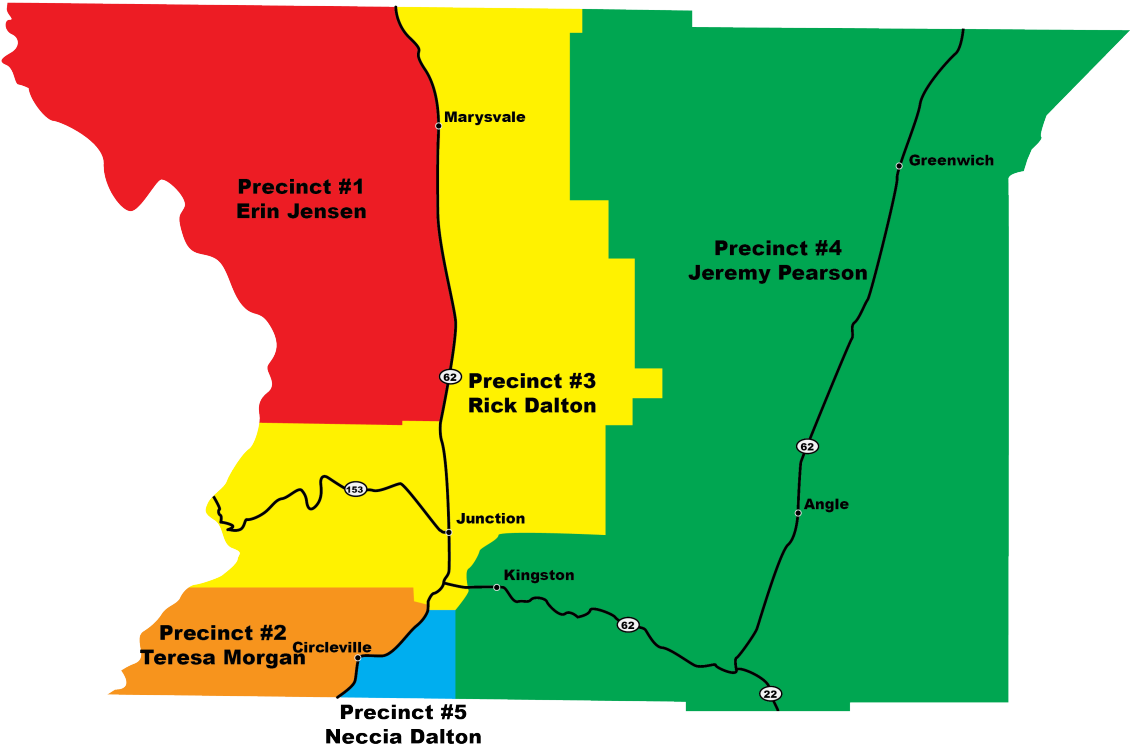 Marysvale
Greenwich
Precinct #1
Erin Jensen
Precinct #4
Jeremy Pearson
62
Precinct #3
Rick Dalton
62
153
Angle
Junction
Kingston
62
Precinct #2
Teresa Morgan
Circleville
22
Precinct #5
Neccia Dalton